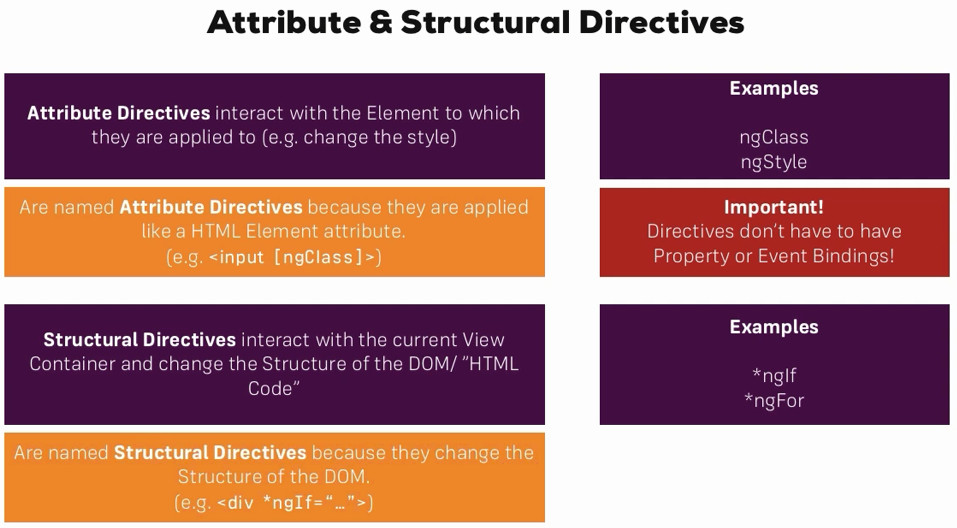 Attribute & Structural Directives
Attribute Directives interact with the Element to which
they are applied to (e.g. change the style)
Examples
ngClass
ngStyle
Are named Attribute Directives because they are applied
like a HTML Element attribute.
(e.g. <input [ngClass]>)
Important!
Directives don't have to have
Property or Event Bindings!
Structural Directives interact with the current View
Container and change the Structure of the DOM/ ”HTML
Code”
Examples
*ngIf
*ngFor
Are named Structural Directives because they change the
Structure of the DOM.
(e.g. <div *ngIf=“…”>)